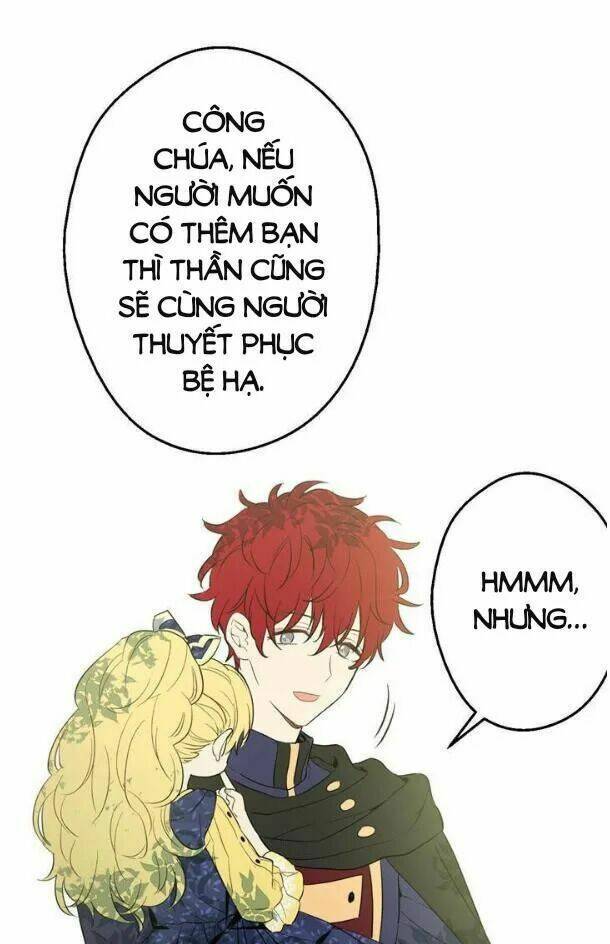 CÔNG
CHÚA, NẾU
NGƯỜI MUỐN
CÓ THÊM BẠN
THÌ THẦN CŨNG
SẼ CÙNG NGƯỜI
THUYẾT PHỤC
BỆ HẠ.
HMMM,
NHƯNG...